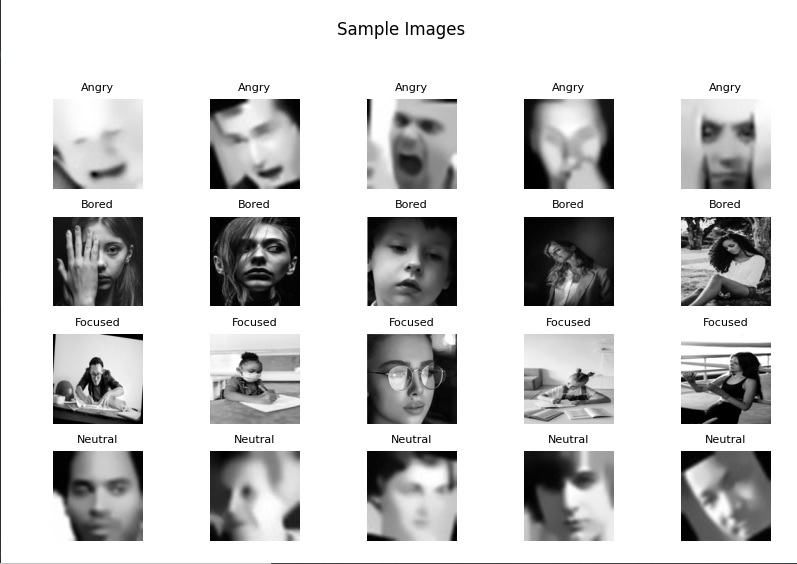 Sample Images
Angry Angry Angry Angry Angry
Bored Bored Bored Bored Bored
Focused Focused Focused Focused Focused
Neutral Neutral Neutral Neutral Neutral